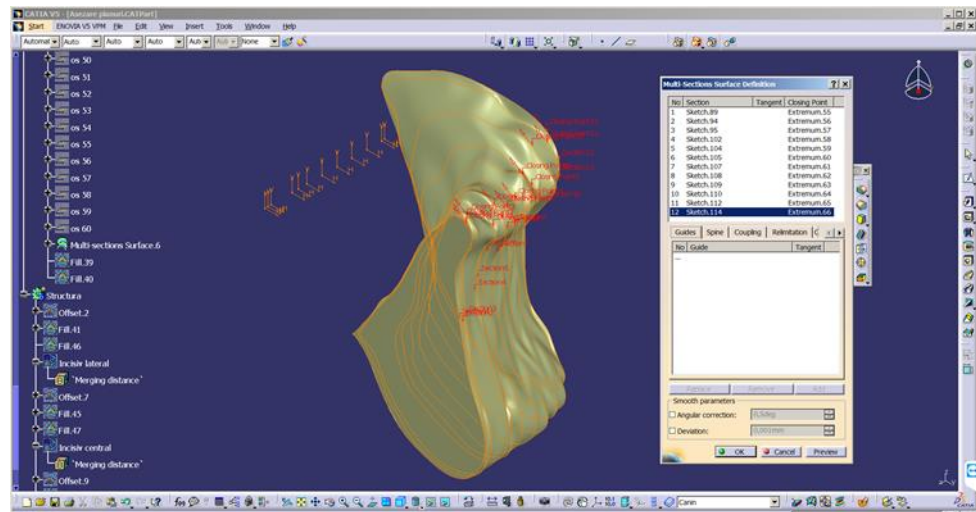 CATIA V5 - [Asezare planuri.CATPart]
Start ENOVIA V5 VPM File Edit View Insert Tools Window Help
Automat Auto Auto Auto Aub Aub None
os 50
os 51
os 52
os 53
os 54
os 55
os 56
os 57
os 58
os 59
os 60
Multi-sections Surface.6
Fill.39
Fill.40
Structura
Offset.2
Fill.41
Fill.46
Incisiv lateral
`Merging distance`
Offset.7
Fill.45
Fill.47
Incisiv central
`Merging distance`
Offset.9
Multi-Sections Surface Definition
No Section Tangent Closing Point
1 Sketch.89 Extremum.55
2 Sketch.94 Extremum.56
3 Sketch.95 Extremum.57
4 Sketch.102 Extremum.58
5 Sketch.104 Extremum.59
6 Sketch.105 Extremum.60
7 Sketch.107 Extremum.61
8 Sketch.108 Extremum.62
9 Sketch.109 Extremum.63
10 Sketch.110 Extremum.64
11 Sketch.112 Extremum.65
12 Sketch.114 Extremum.66
Guides Spine Coupling Relimitation C
No Guide Tangent
...
Replace Remove Add
Smooth parameters
Angular correction: 0,5deg
Deviation: 0,001mm
OK Cancel Preview
Canin
CATIA